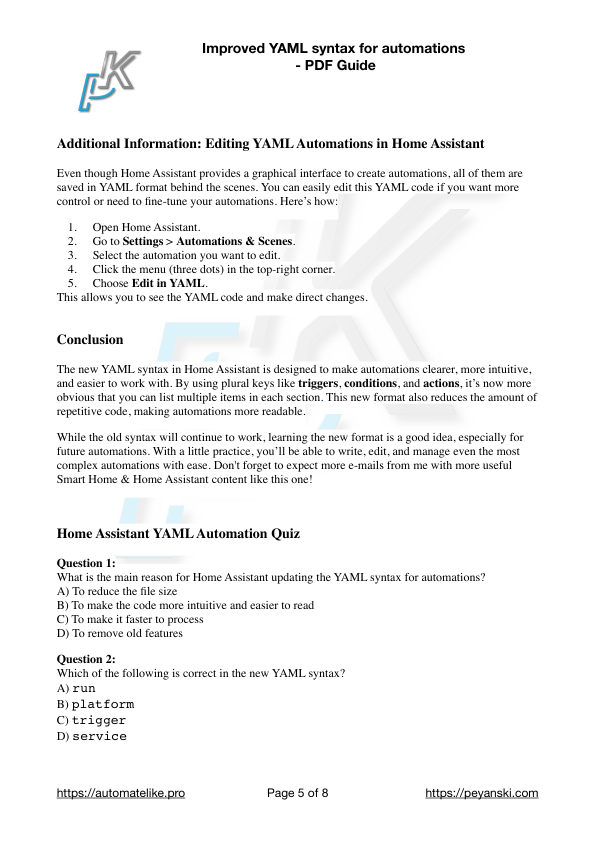 Improved YAML syntax for automations
- PDF Guide
Additional Information: Editing YAML Automations in Home Assistant
Even though Home Assistant provides a graphical interface to create automations, all of them are
saved in YAML format behind the scenes. You can easily edit this YAML code if you want more
control or need to fine-tune your automations. Here’s how:
1. Open Home Assistant.
2. Go to Settings > Automations & Scenes.
3. Select the automation you want to edit.
4. Click the menu (three dots) in the top-right corner.
5. Choose Edit in YAML.
This allows you to see the YAML code and make direct changes.
Conclusion
The new YAML syntax in Home Assistant is designed to make automations clearer, more intuitive,
and easier to work with. By using plural keys like triggers, conditions, and actions, it’s now more
obvious that you can list multiple items in each section. This new format also reduces the amount of
repetitive code, making automations more readable.
While the old syntax will continue to work, learning the new format is a good idea, especially for
future automations. With a little practice, you’ll be able to write, edit, and manage even the most
complex automations with ease. Don't forget to expect more e-mails from me with more useful
Smart Home & Home Assistant content like this one!
Home Assistant YAML Automation Quiz
Question 1:
What is the main reason for Home Assistant updating the YAML syntax for automations?
A) To reduce the file size
B) To make the code more intuitive and easier to read
C) To make it faster to process
D) To remove old features
Question 2:
Which of the following is correct in the new YAML syntax?
A) run
B) platform
C) trigger
D) service
https://automatelike.pro Page 5 of 8 https://peyanski.com